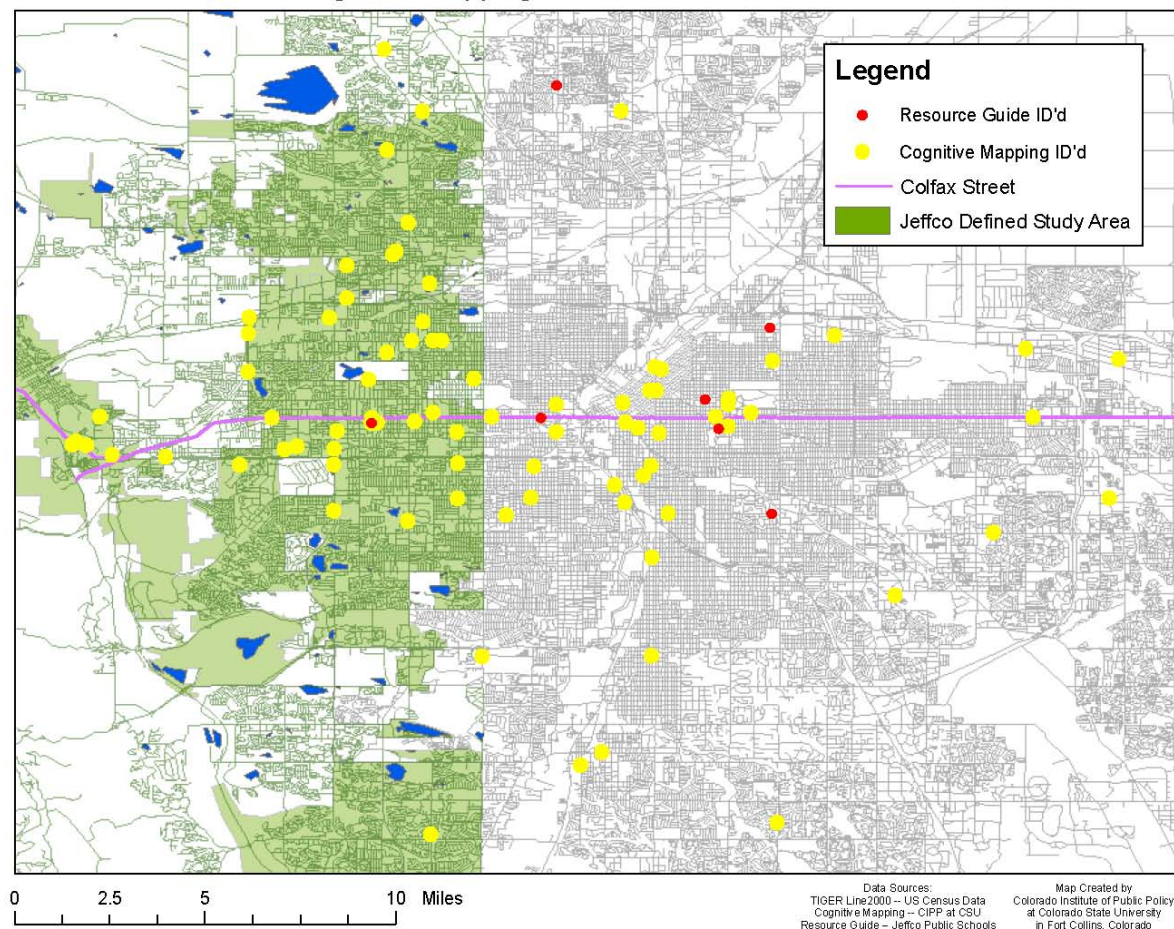 Legend
Resource Guide ID'd
Cognitive Mapping ID'd
Colfax Street
Jeffco Defined Study Area
0 2.5 5 10 Miles
Data Sources:
TIGER Line2000 -- US Census Data
Cognitive Mapping -- CIPP at CSU
Resource Guide – Jeffco Public Schools
Map Created by
Colorado Institute of Public Policy
at Colorado State University
in Fort Collins, Colorado